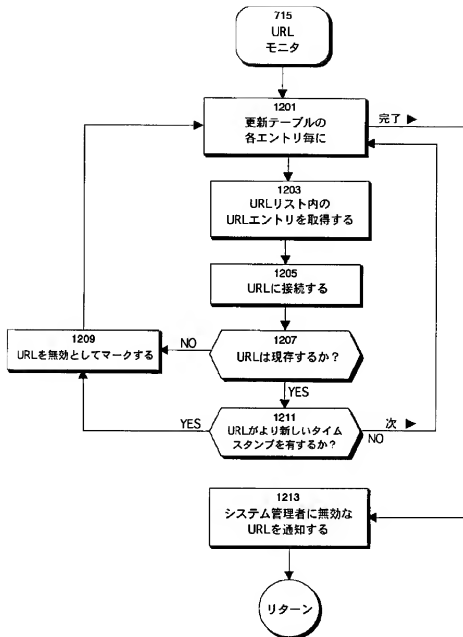 715
URL
モニタ
1201
更新テーブルの
各エントリ毎に
完了 ▶
1203
URLリスト内の
URLエントリを取得する
1205
URLに接続する
1209
URLを無効としてマークする
NO
1207
URLは現存するか？
YES
1211
URLがより新しいタイム
スタンプを有するか？
YES
次 ▶
NO
1213
システム管理者に無効な
URLを通知する
リターン